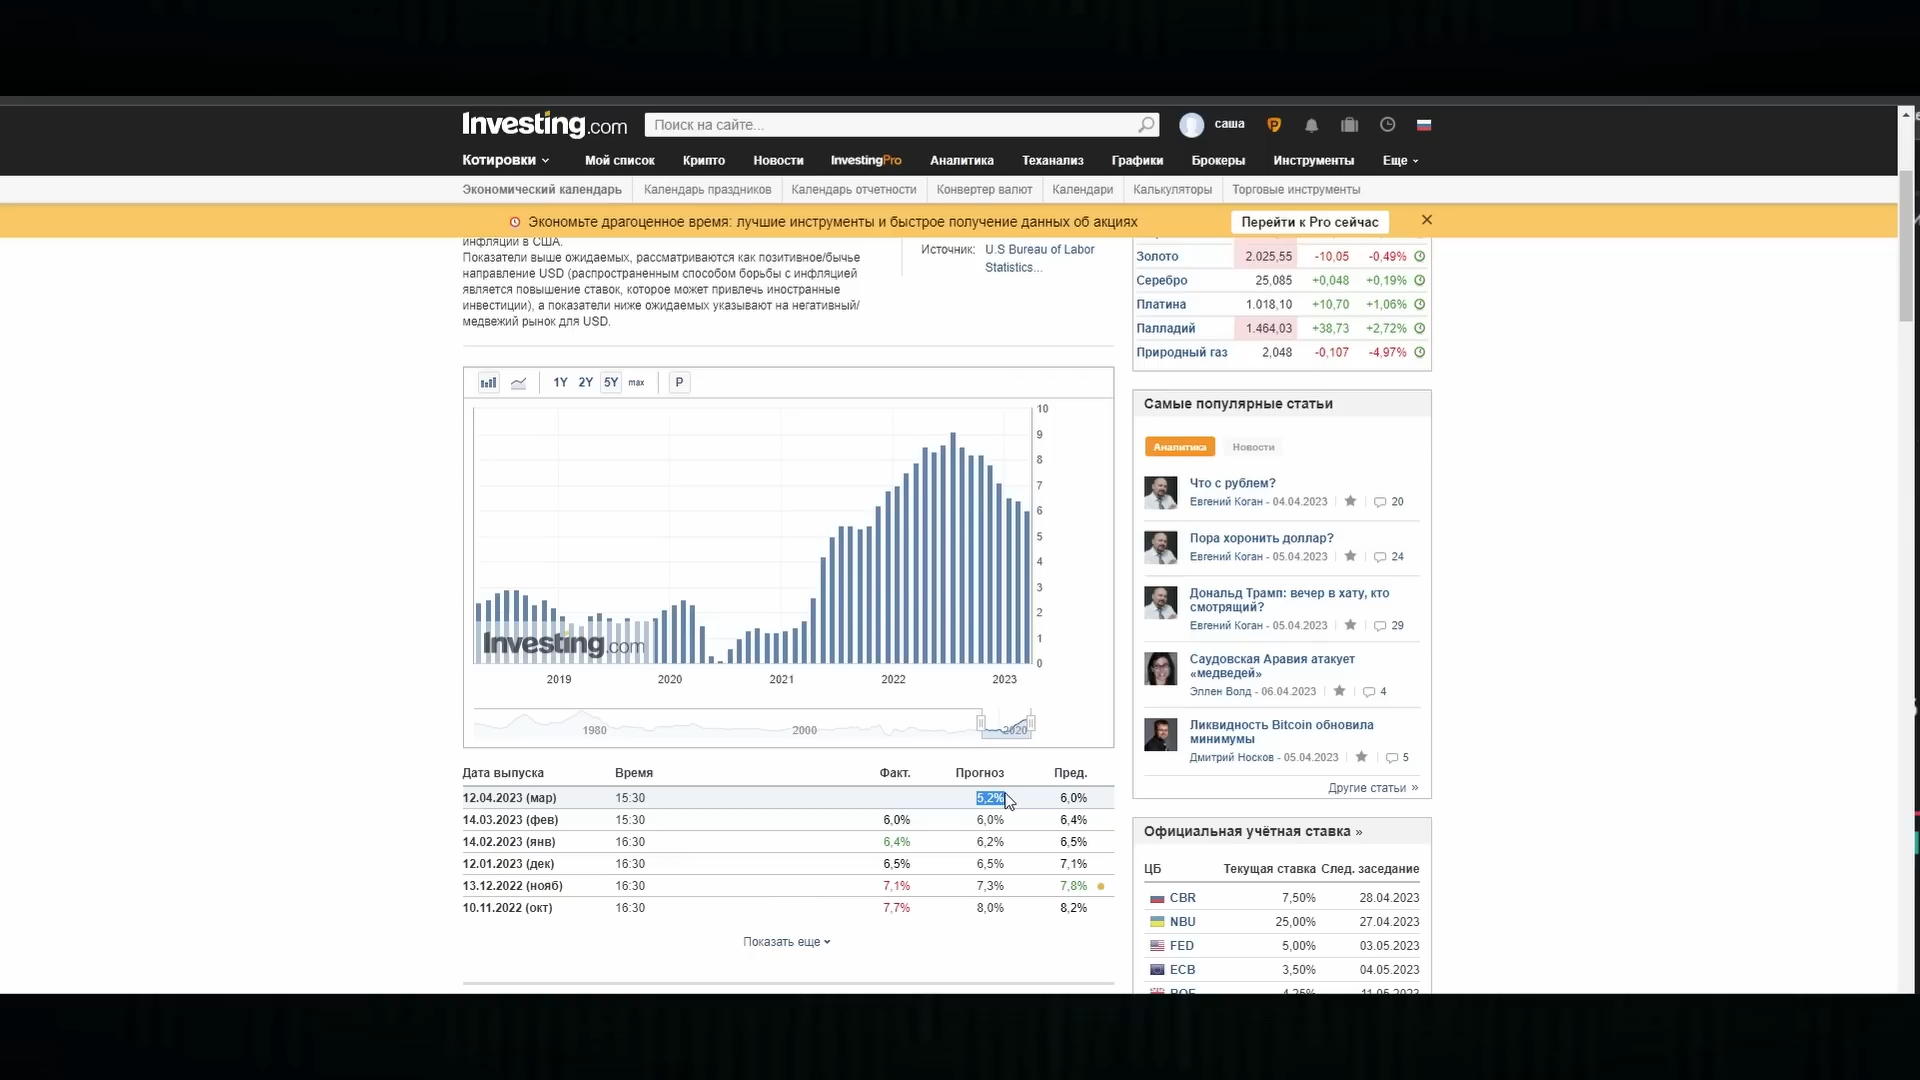 Investing.com
Поиск на сайте...
саша
Котировки
Мой список
Крипто
Новости
InvestingPro
Аналитика
Теханализ
Графики
Брокеры
Инструменты
Еще
Экономический календарь
Календарь праздников
Календарь отчетности
Конвертер валют
Календари
Калькуляторы
Торговые инструменты
Экономьте драгоценное время: лучшие инструменты и быстрое получение данных об акциях
Перейти к Pro сейчас
инфляции в США.
Показатели выше ожидаемых, рассматриваются как позитивное/бычье
направление USD (распространенным способом борьбы с инфляцией
является повышение ставок, которое может привлечь иностранные
инвестиции), а показатели ниже ожидаемых указывают на негативный/
медвежий рынок для USD.
Источник: U.S Bureau of Labor
Statistics...
1Y 2Y 5Y max P
10
9
8
7
6
5
4
3
2
1
0
Investing.com
2019 2020 2021 2022 2023
1980 2000 2020
Дата выпуска Время Факт. Прогноз Пред.
12.04.2023 (мар) 15:30 5,2% 6,0%
14.03.2023 (фев) 15:30 6,0% 6,0% 6,4%
14.02.2023 (янв) 16:30 6,4% 6,2% 6,5%
12.01.2023 (дек) 16:30 6,5% 6,5% 7,1%
13.12.2022 (нояб) 16:30 7,1% 7,3% 7,8%
10.11.2022 (окт) 16:30 7,7% 8,0% 8,2%
Показать еще
Золото 2.025,55 -10,05 -0,49%
Серебро 25,085 +0,048 +0,19%
Платина 1.018,10 +10,70 +1,06%
Палладий 1.464,03 +38,73 +2,72%
Природный газ 2,048 -0,107 -4,97%
Самые популярные статьи
Аналитика Новости
Что с рублем?
Евгений Коган - 04.04.2023 20
Пора хоронить доллар?
Евгений Коган - 05.04.2023 24
Дональд Трамп: вечер в хату, кто
смотрящий?
Евгений Коган - 05.04.2023 29
Саудовская Аравия атакует
«медведей»
Эллен Волд - 06.04.2023 4
Ликвидность Bitcoin обновила
минимумы
Дмитрий Носков - 05.04.2023 5
Другие статьи »
Официальная учётная ставка »
ЦБ Текущая ставка След. заседание
CBR 7,50% 28.04.2023
NBU 25,00% 27.04.2023
FED 5,00% 03.05.2023
ECB 3,50% 04.05.2023